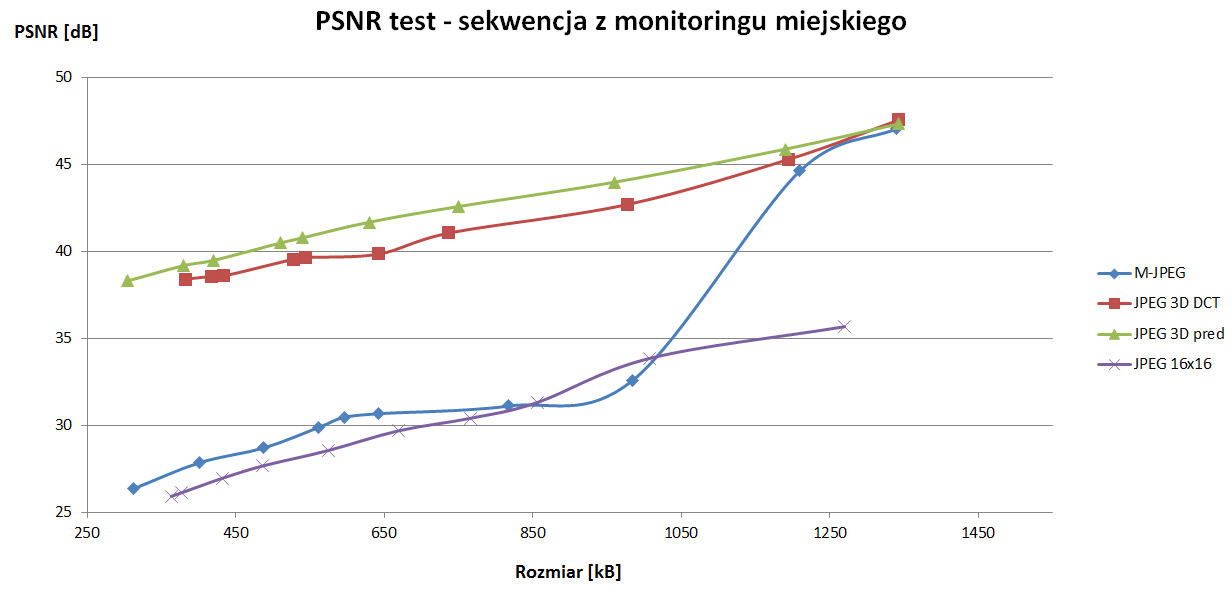 PSNR test - sekwencja z monitoringu miejskiego
PSNR [dB]
50
45
40
35
30
25
250 450 650 850 1050 1250 1450
Rozmiar [kB]
M-JPEG
JPEG 3D DCT
JPEG 3D pred
JPEG 16x16